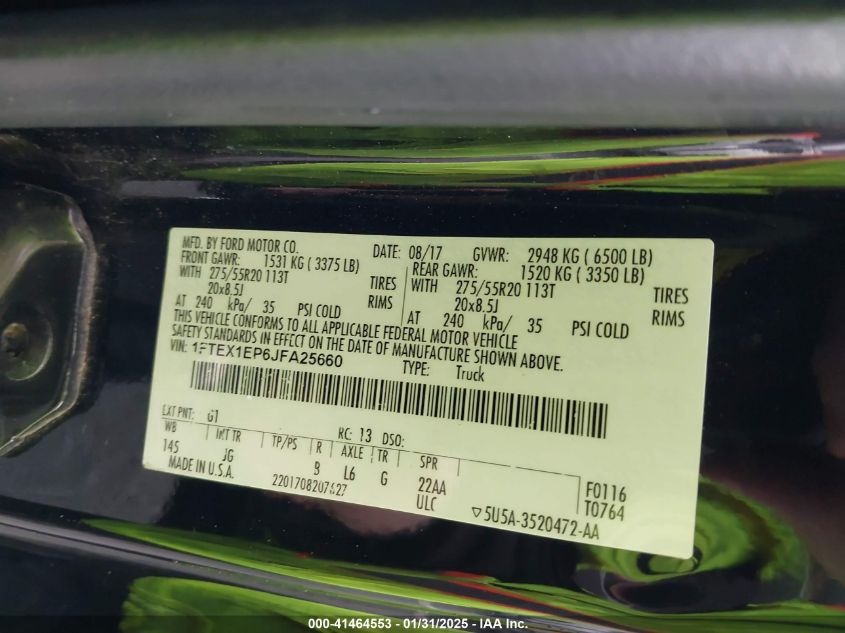 MFD. BY FORD MOTOR CO. DATE: 08/17 GVWR: 2948 KG ( 6500 LB)
FRONT GAWR: 1531 KG ( 3375 LB) REAR GAWR: 1520 KG ( 3350 LB)
WITH 275/55R20 113T TIRES WITH 275/55R20 113T TIRES
20x8.5J RIMS 20x8.5J RIMS
AT 240 kPa/ 35 PSI COLD AT 240 kPa/ 35 PSI COLD
THIS VEHICLE CONFORMS TO ALL APPLICABLE FEDERAL MOTOR VEHICLE
SAFETY STANDARDS IN EFFECT ON THE DATE OF MANUFACTURE SHOWN ABOVE.
VIN: 1FTEX1EP6JFA25660 TYPE: Truck
EXT PNT: G1 RC: 13 DSO:
WB INT TR TP/PS R AXLE TR SPR
145 JG B L6 G 22AA
MADE IN U.S.A. 2201708207627 ULC
F0116
T0764
▽5U5A-3520472-AA
000-41464553 - 01/31/2025 - IAA Inc.